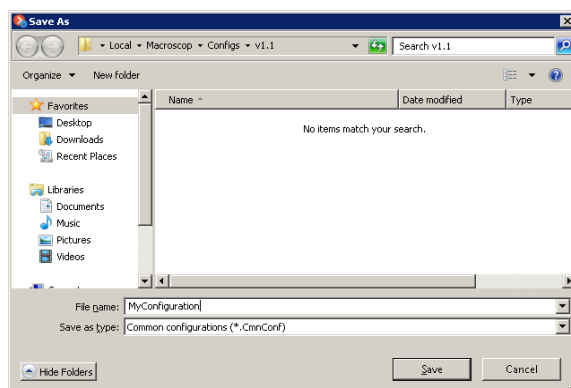 Save As
Local Macroscop Configs v1.1
Search v1.1
Organize New folder
Favorites
Desktop
Downloads
Recent Places
Libraries
Documents
Music
Pictures
Videos
Name Date modified Type
No items match your search.
File name: MyConfiguration
Save as type: Common configurations (*.CmnConf)
Hide Folders Save Cancel